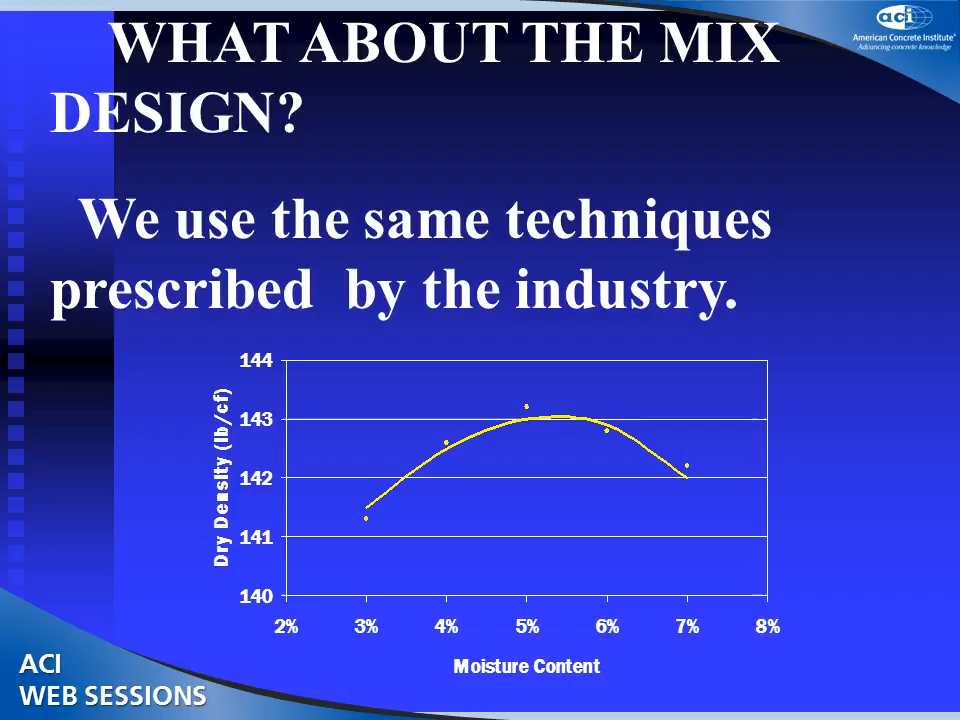 WHAT ABOUT THE MIX
DESIGN?
aci
American Concrete Institute®
Advancing concrete knowledge
We use the same techniques
prescribed by the industry.
144
143
142
141
140
Dry Density (lb/cf)
2% 3% 4% 5% 6% 7% 8%
Moisture Content
ACI
WEB SESSIONS